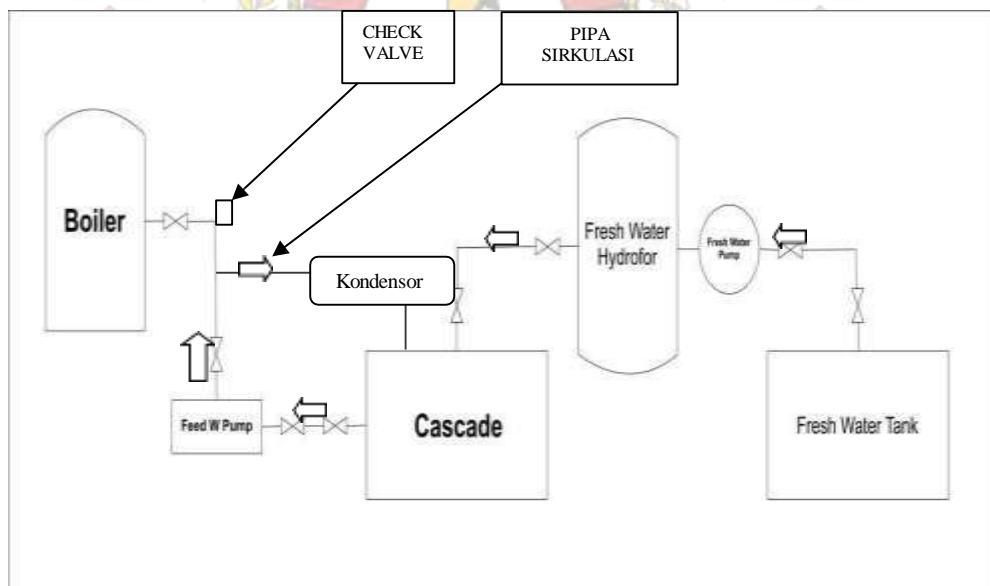 CHECK
VALVE
PIPA
SIRKULASI
Boiler
Fresh Water
Hydrofor
Fresh Water
Pump
Kondensor
Feed W Pump
Cascade
Fresh Water Tank